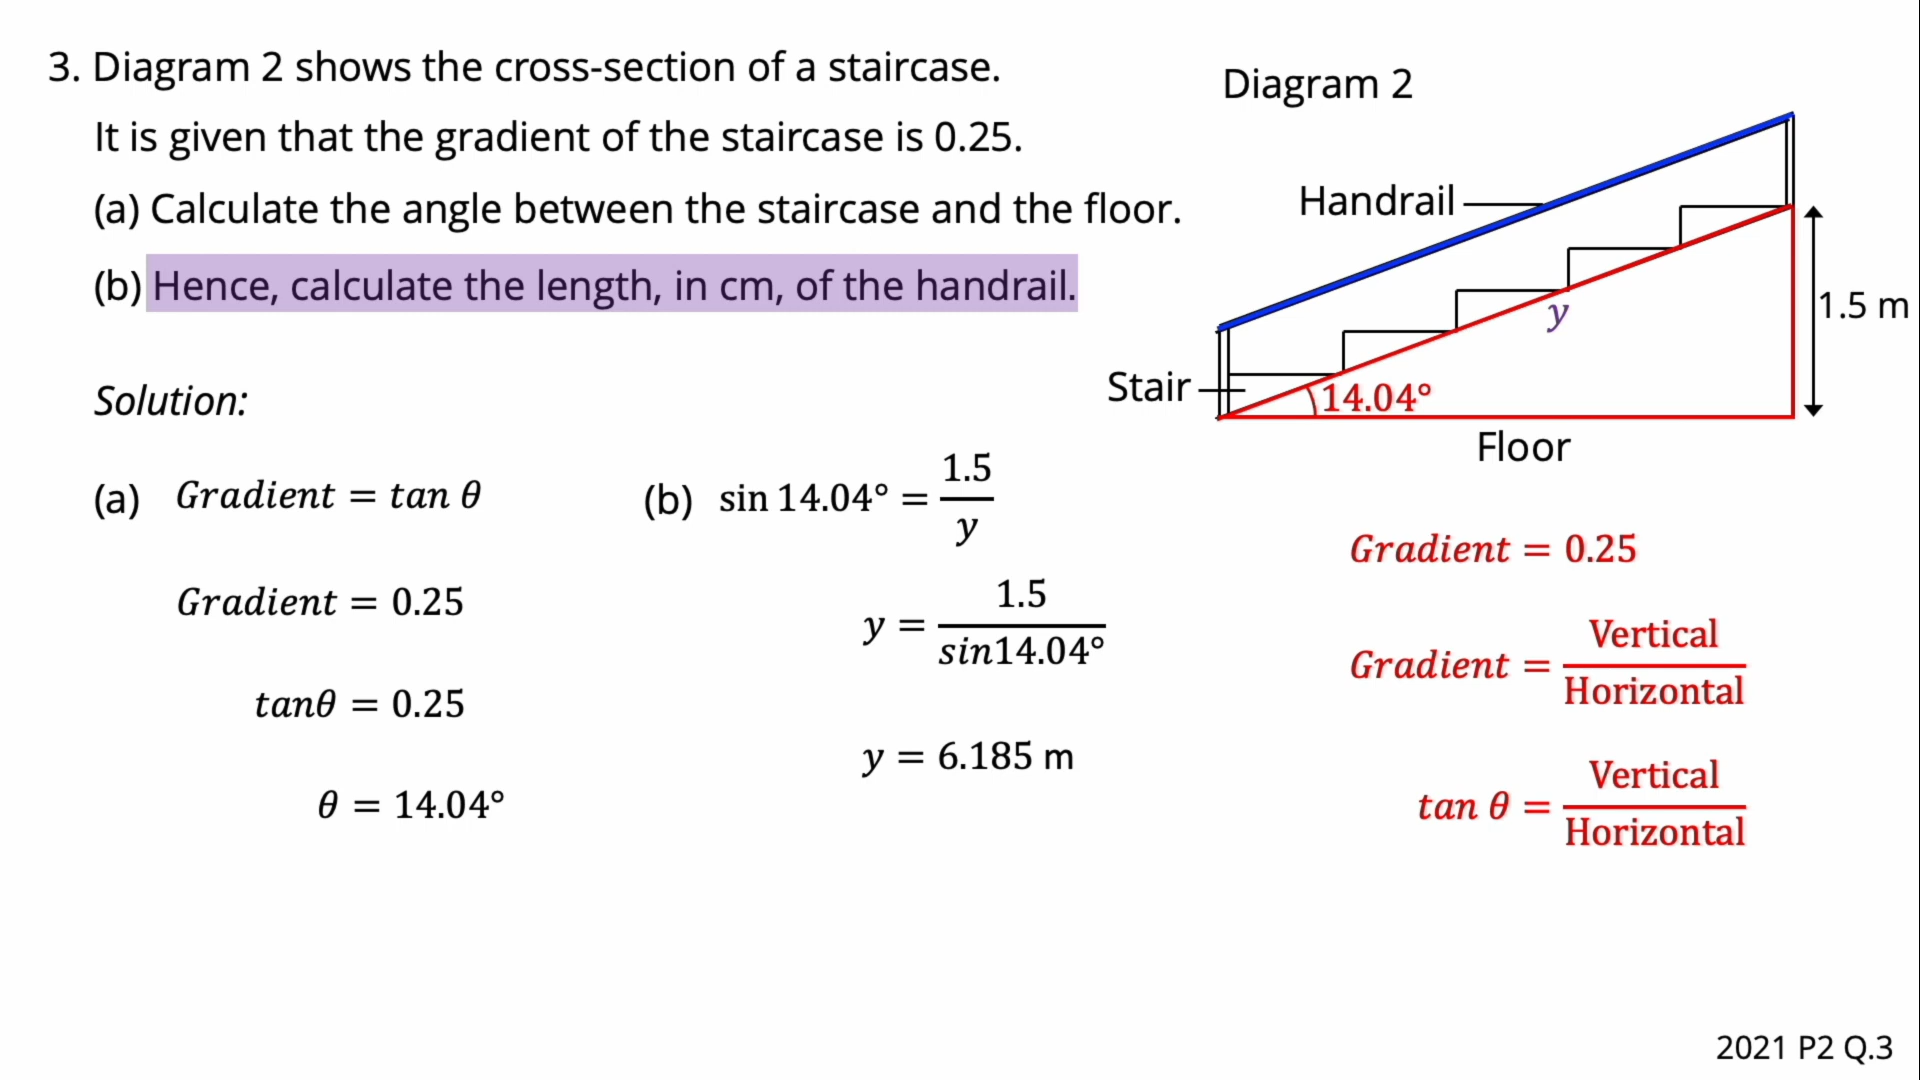 3. Diagram 2 shows the cross-section of a staircase.
It is given that the gradient of the staircase is 0.25.
(a) Calculate the angle between the staircase and the floor.
(b) Hence, calculate the length, in cm, of the handrail.
Diagram 2
Handrail
1.5 m
y
Stair
14.04°
Floor
Solution:
(a) Gradient = tan θ
Gradient = 0.25
tanθ = 0.25
θ = 14.04°
(b) sin 14.04° = 1.5/y
y = 1.5/sin14.04°
y = 6.185 m
Gradient = 0.25
Gradient = Vertical/Horizontal
tan θ = Vertical/Horizontal
2021 P2 Q.3